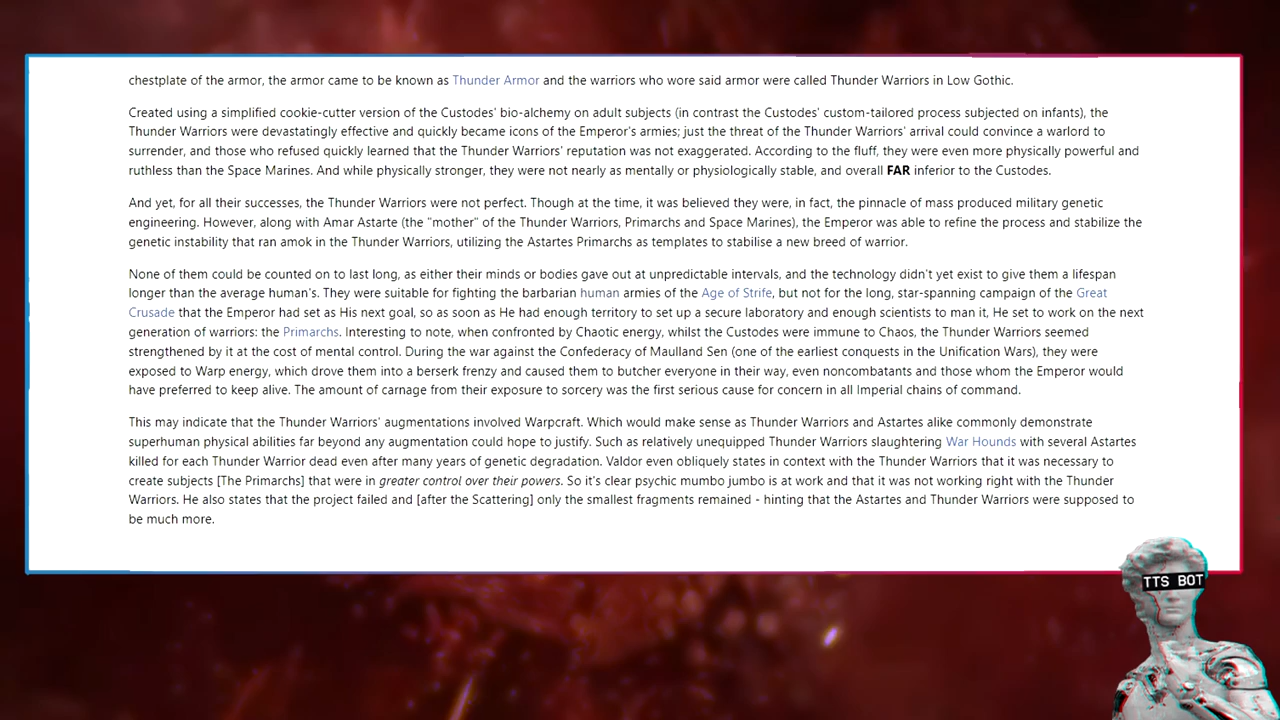 chestplate of the armor, the armor came to be known as Thunder Armor and the warriors who wore said armor were called Thunder Warriors in Low Gothic.
Created using a simplified cookie-cutter version of the Custodes' bio-alchemy on adult subjects (in contrast the Custodes' custom-tailored process subjected on infants), the
Thunder Warriors were devastatingly effective and quickly became icons of the Emperor's armies; just the threat of the Thunder Warriors' arrival could convince a warlord to
surrender, and those who refused quickly learned that the Thunder Warriors' reputation was not exaggerated. According to the fluff, they were even more physically powerful and
ruthless than the Space Marines. And while physically stronger, they were not nearly as mentally or physiologically stable, and overall FAR inferior to the Custodes.
And yet, for all their successes, the Thunder Warriors were not perfect. Though at the time, it was believed they were, in fact, the pinnacle of mass produced military genetic
engineering. However, along with Amar Astarte (the "mother" of the Thunder Warriors, Primarchs and Space Marines), the Emperor was able to refine the process and stabilize the
genetic instability that ran amok in the Thunder Warriors, utilizing the Astartes Primarchs as templates to stabilise a new breed of warrior.
None of them could be counted on to last long, as either their minds or bodies gave out at unpredictable intervals, and the technology didn't yet exist to give them a lifespan
longer than the average human's. They were suitable for fighting the barbarian human armies of the Age of Strife, but not for the long, star-spanning campaign of the Great
Crusade that the Emperor had set as His next goal, so as soon as He had enough territory to set up a secure laboratory and enough scientists to man it, He set to work on the next
generation of warriors: the Primarchs. Interesting to note, when confronted by Chaotic energy, whilst the Custodes were immune to Chaos, the Thunder Warriors seemed
strengthened by it at the cost of mental control. During the war against the Confederacy of Maulland Sen (one of the earliest conquests in the Unification Wars), they were
exposed to Warp energy, which drove them into a berserk frenzy and caused them to butcher everyone in their way, even noncombatants and those whom the Emperor would
have preferred to keep alive. The amount of carnage from their exposure to sorcery was the first serious cause for concern in all Imperial chains of command.
This may indicate that the Thunder Warriors' augmentations involved Warpcraft. Which would make sense as Thunder Warriors and Astartes alike commonly demonstrate
superhuman physical abilities far beyond any augmentation could hope to justify. Such as relatively unequipped Thunder Warriors slaughtering War Hounds with several Astartes
killed for each Thunder Warrior dead even after many years of genetic degradation. Valdor even obliquely states in context with the Thunder Warriors that it was necessary to
create subjects [The Primarchs] that were in greater control over their powers. So it's clear psychic mumbo jumbo is at work and that it was not working right with the Thunder
Warriors. He also states that the project failed and [after the Scattering] only the smallest fragments remained - hinting that the Astartes and Thunder Warriors were supposed to
be much more.
TTS BOT